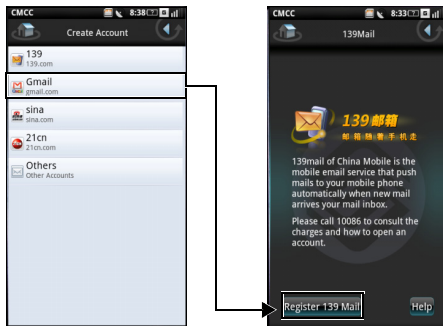 CMCC 8:38
Create Account
139
139.com
Gmail
gmail.com
sina
sina.com
21cn
21cn.com
Others
Other Accounts
CMCC 8:33
139Mail
139邮箱
邮箱随着手机走
139mail of China Mobile is the
mobile email service that push
mails to your mobile phone
automatically when new mail
arrives your mail inbox.
Please call 10086 to consult the
charges and how to open an
account.
Register 139 Mail
Help